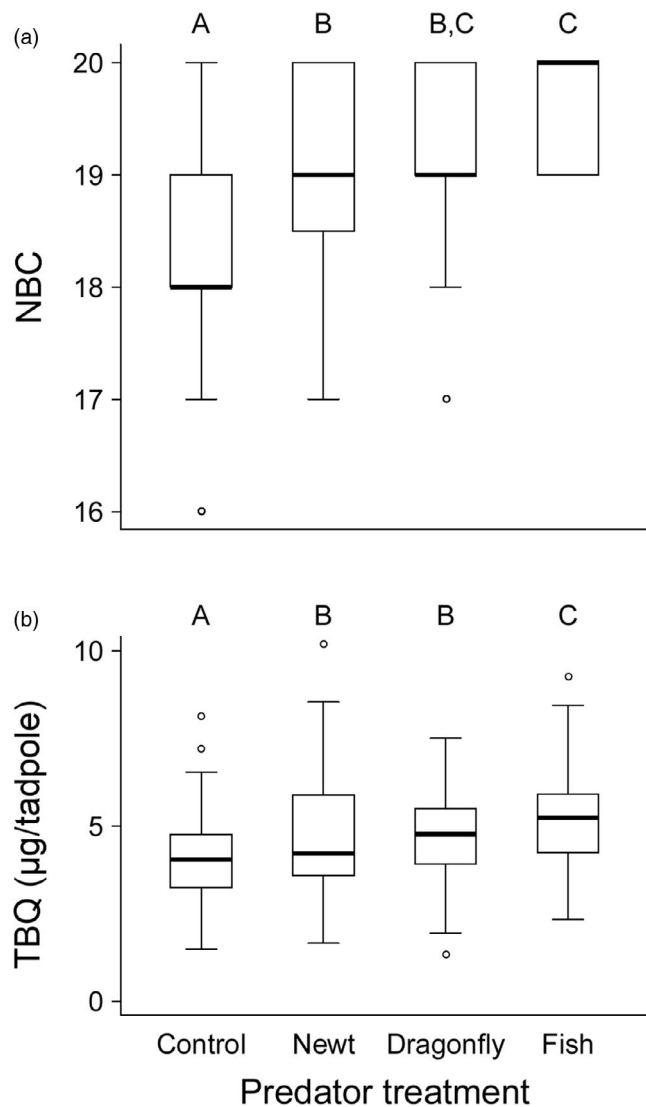 (a)
A B B,C C
20
19
18
17
16
NBC
(b)
A B B C
10
5
0
TBQ (µg/tadpole)
Control Newt Dragonfly Fish
Predator treatment